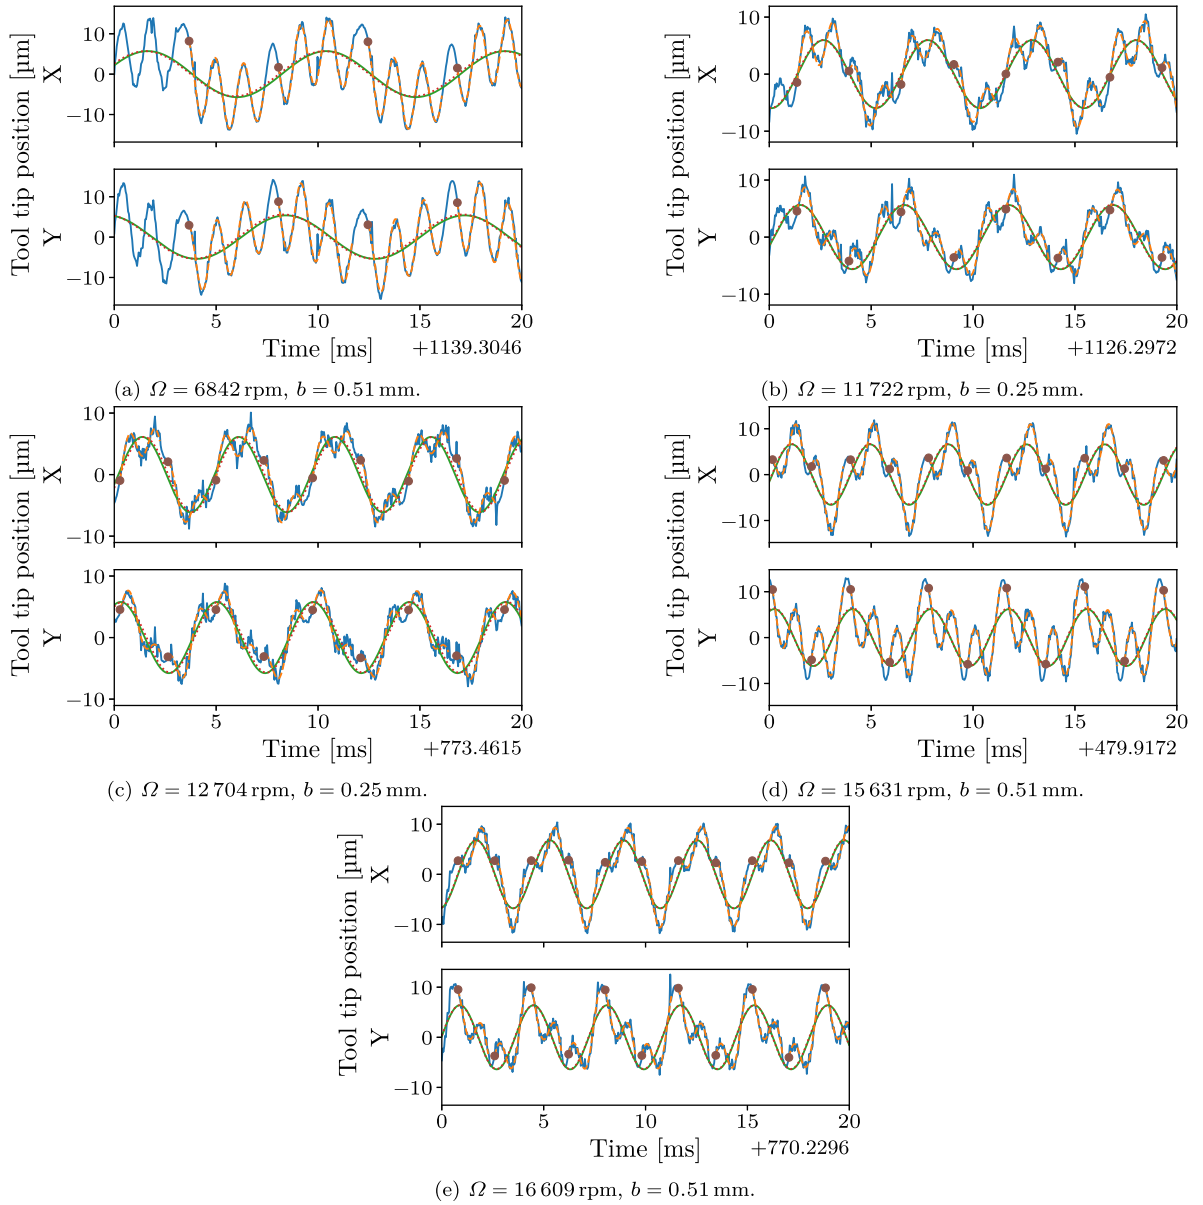 Tool tip position [µm]
X
10
0
−10
Y
10
0
−10
0
5
10
15
20
Time [ms]
+1139.3046
(a) Ω = 6842 rpm, b = 0.51 mm.
Tool tip position [µm]
X
10
0
−10
Y
10
0
−10
0
5
10
15
20
Time [ms]
+1126.2972
(b) Ω = 11 722 rpm, b = 0.25 mm.
Tool tip position [µm]
X
10
0
−10
Y
10
0
−10
0
5
10
15
20
Time [ms]
+773.4615
(c) Ω = 12 704 rpm, b = 0.25 mm.
Tool tip position [µm]
X
10
0
−10
Y
10
0
−10
0
5
10
15
20
Time [ms]
+479.9172
(d) Ω = 15 631 rpm, b = 0.51 mm.
Tool tip position [µm]
X
10
0
−10
Y
10
0
−10
0
5
10
15
20
Time [ms]
+770.2296
(e) Ω = 16 609 rpm, b = 0.51 mm.